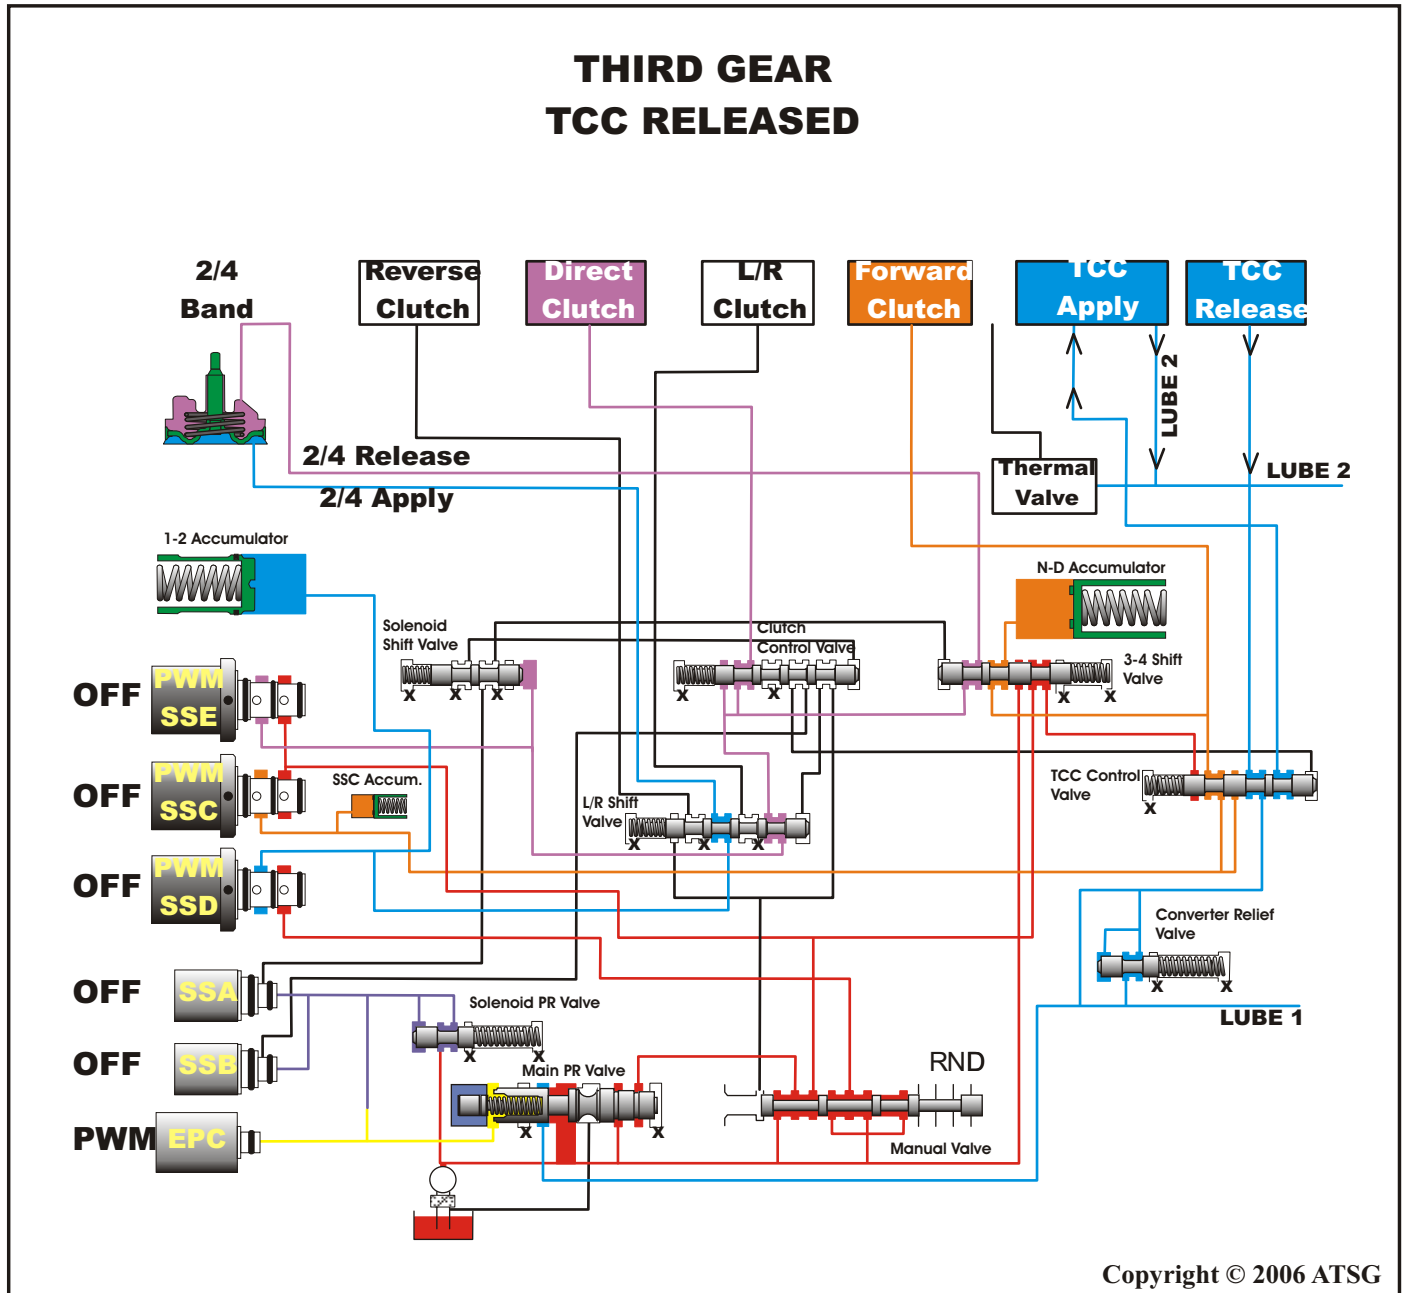 THIRD GEAR
TCC RELEASED
2/4
Band
Reverse
Clutch
Direct
Clutch
L/R
Clutch
Forward
Clutch
TCC
Apply
TCC
Release
LUBE 2
2/4 Release
2/4 Apply
Thermal
Valve
LUBE 2
1-2 Accumulator
N-D Accumulator
Solenoid
Shift Valve
Clutch
Control Valve
3-4 Shift
Valve
OFF
PWM
SSE
X
X
X
X
X
X
X
OFF
PWM
SSC
SSC Accum.
L/R Shift
Valve
X
X
X
TCC Control
Valve
X
OFF
PWM
SSD
Converter Relief
Valve
X
X
LUBE 1
OFF
SSA
Solenoid PR Valve
X
X
OFF
SSB
Main PR Valve
X
X
RND
Manual Valve
PWM
EPC
Copyright © 2006 ATSG